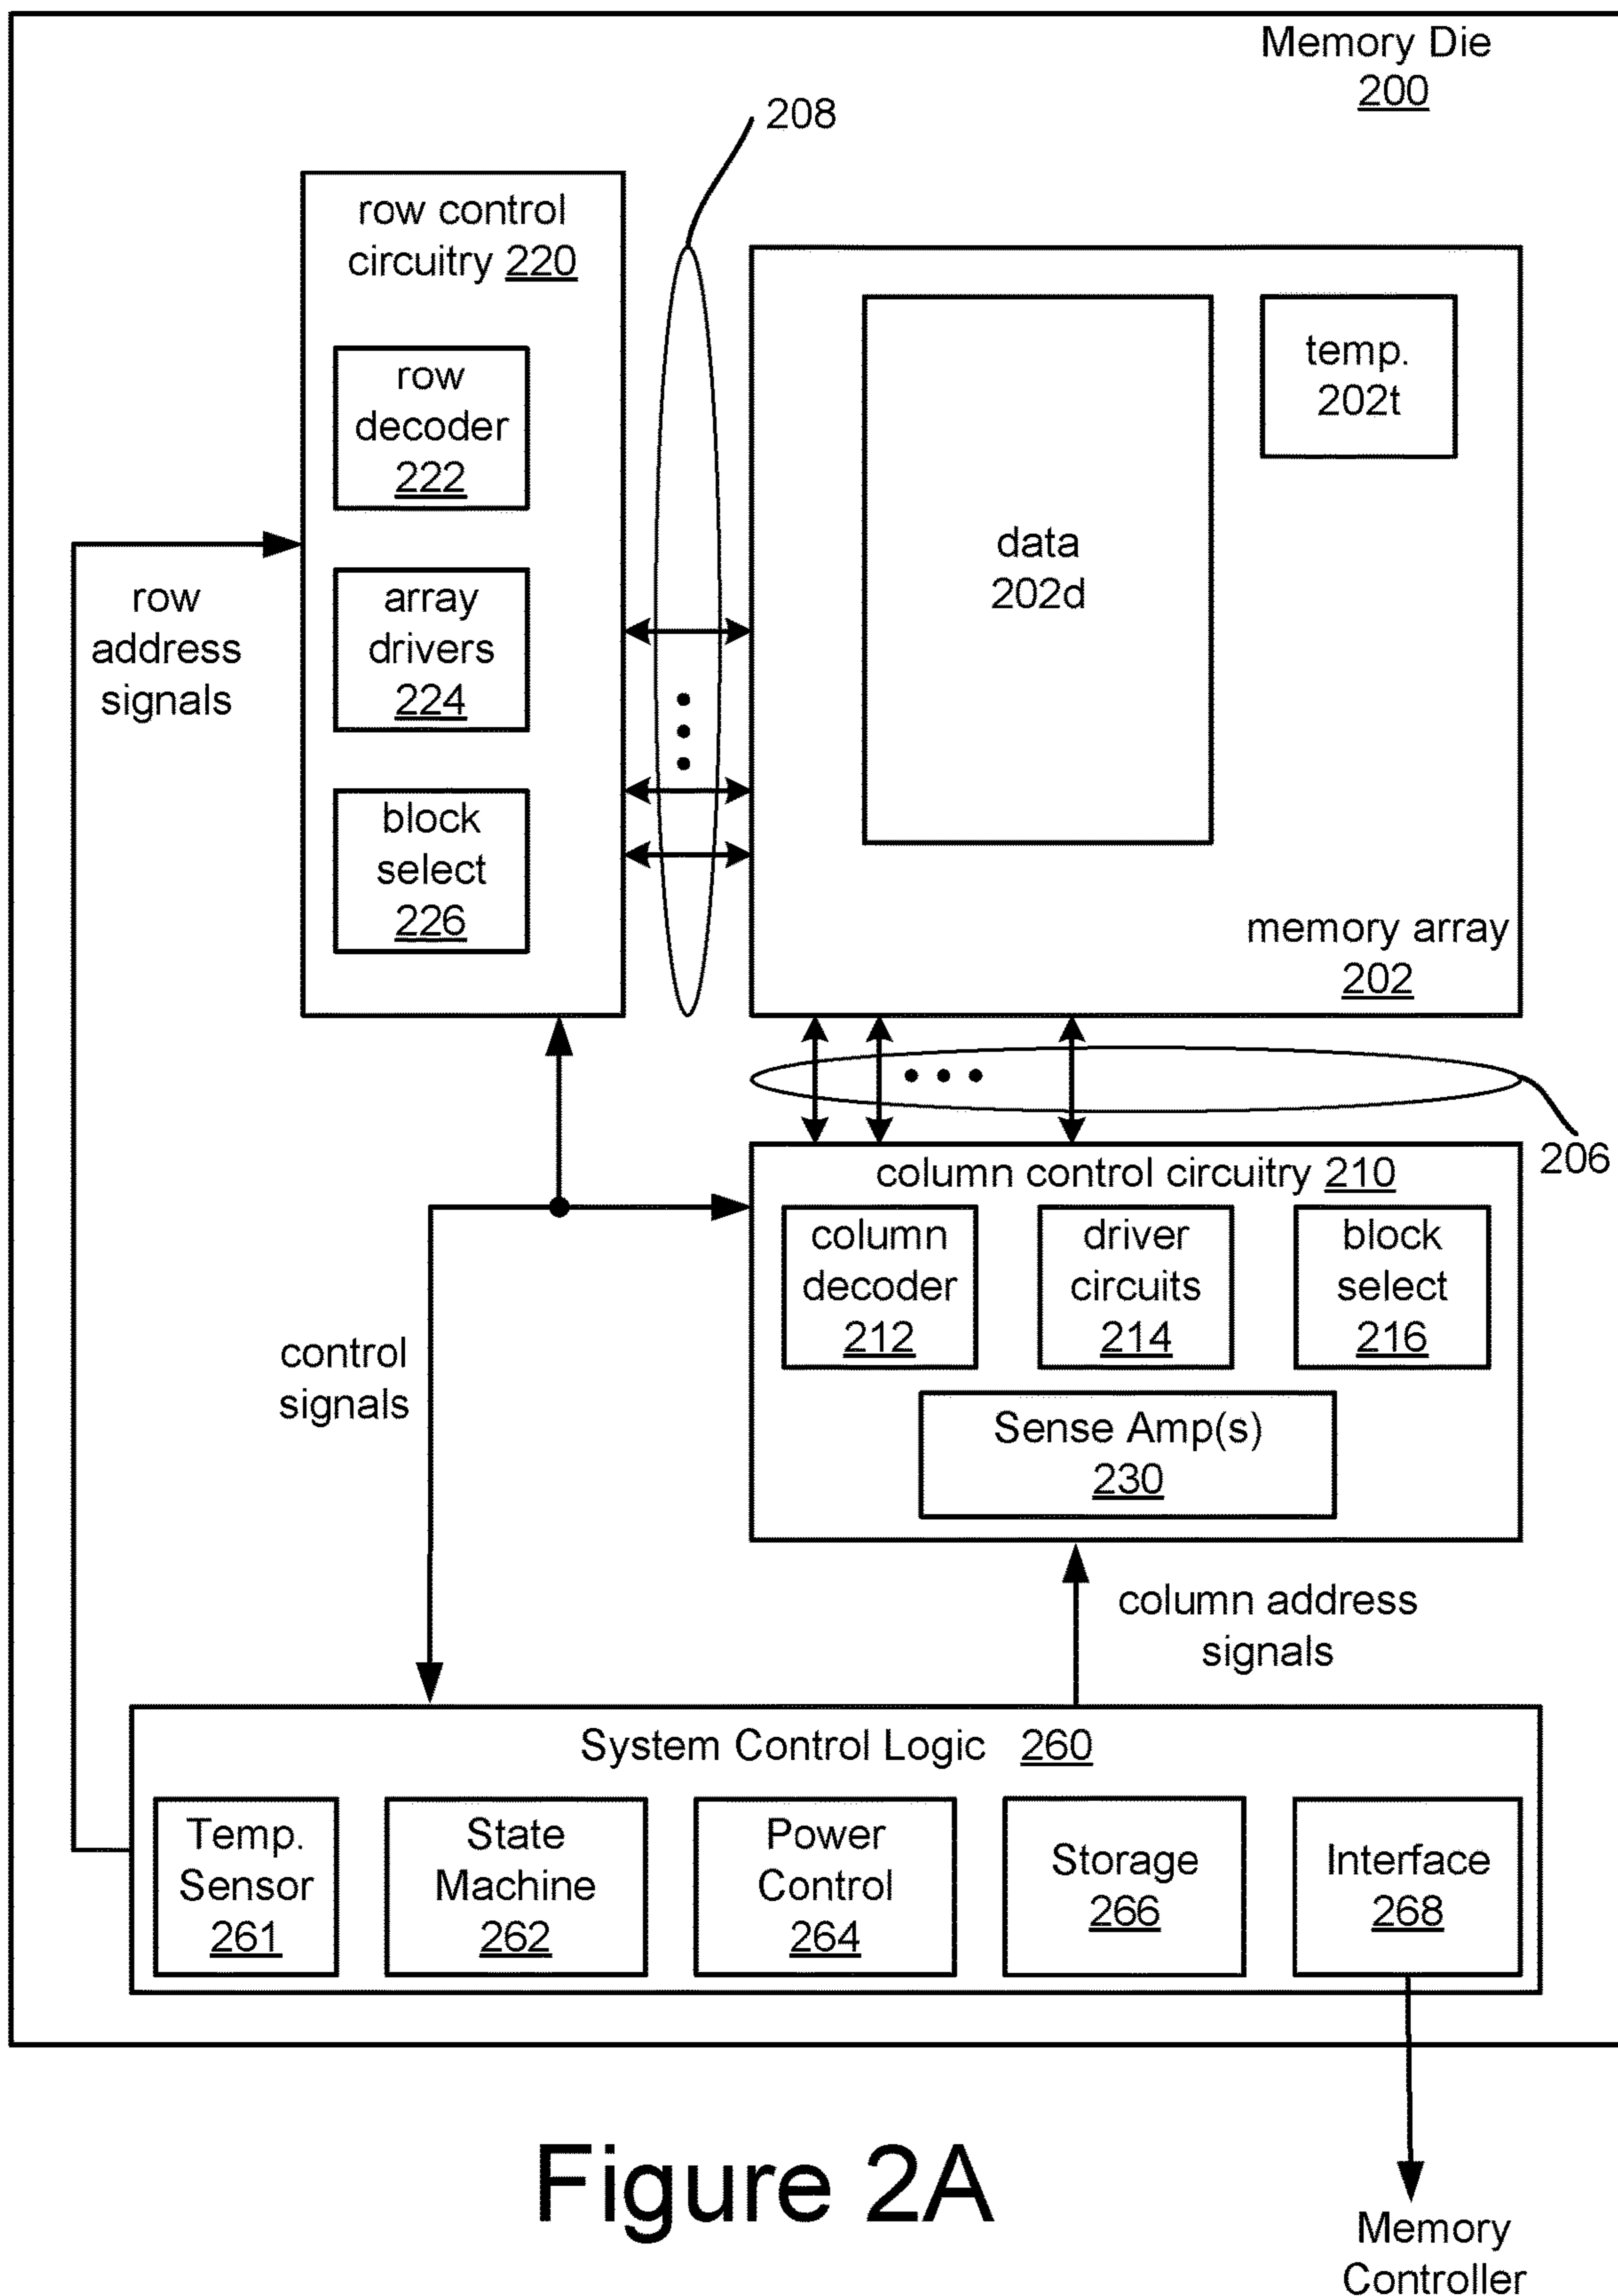 Memory Die
200
208
row control
circuitry 220
row
decoder
222
array
drivers
224
block
select
226
row
address
signals
data
202d
temp.
202t
memory array
202
206
column control circuitry 210
column
decoder
212
driver
circuits
214
block
select
216
Sense Amp(s)
230
control
signals
column address
signals
System Control Logic 260
Temp.
Sensor
261
State
Machine
262
Power
Control
264
Storage
266
Interface
268
Figure 2A
Memory
Controller